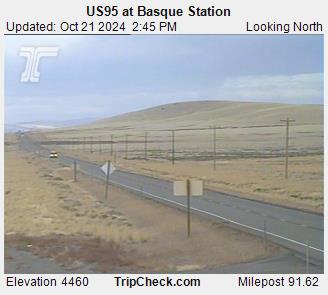 US95 at Basque Station
Updated: Oct 21 2024 2:45 PM Looking North
Elevation 4460 TripCheck.com Milepost 91.62